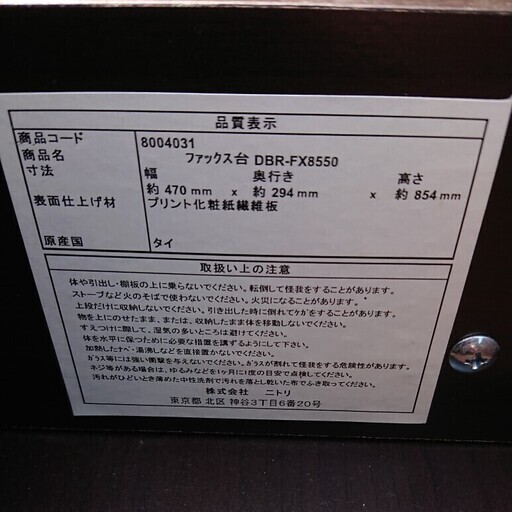 品質表示
商品コード 8004031
商品名 ファックス台 DBR-FX8550
寸法 幅 奥行き 高さ
約 470 mm x 約 294 mm x 約 854 mm
表面仕上げ材 プリント化粧紙繊維板
原産国 タイ
取扱い上の注意
体や引出し・棚板の上に乗らないでください。転倒して怪我をすることがあります。
ストーブなど火のそばで使わないでください。火災になることがあります。
上段だけに収納しないでください。引き出した時に倒れてケガをすることがあります。
物を上にのせたまま、または、収納したまま体を移動しないでください。
すえつけに際して、湿気の多いところは避けてください。
体を水平に保つために必要な措置を講ずるようにして下さい。
加熱したナベ・湯沸しなどを直接置かないでください。
ガラス等には強い衝撃を与えないでください。ガラスが割れて怪我をする危険性があります。
ネジ等がある場合は、ゆるみなどを1ヶ月に1度の目安で点検してください。
汚れがひどいとき薄めた中性洗剤で汚れを落とし乾いた布でふき取ってください。
株式会社 ニトリ
東京都 北区 神谷3丁目6番20号